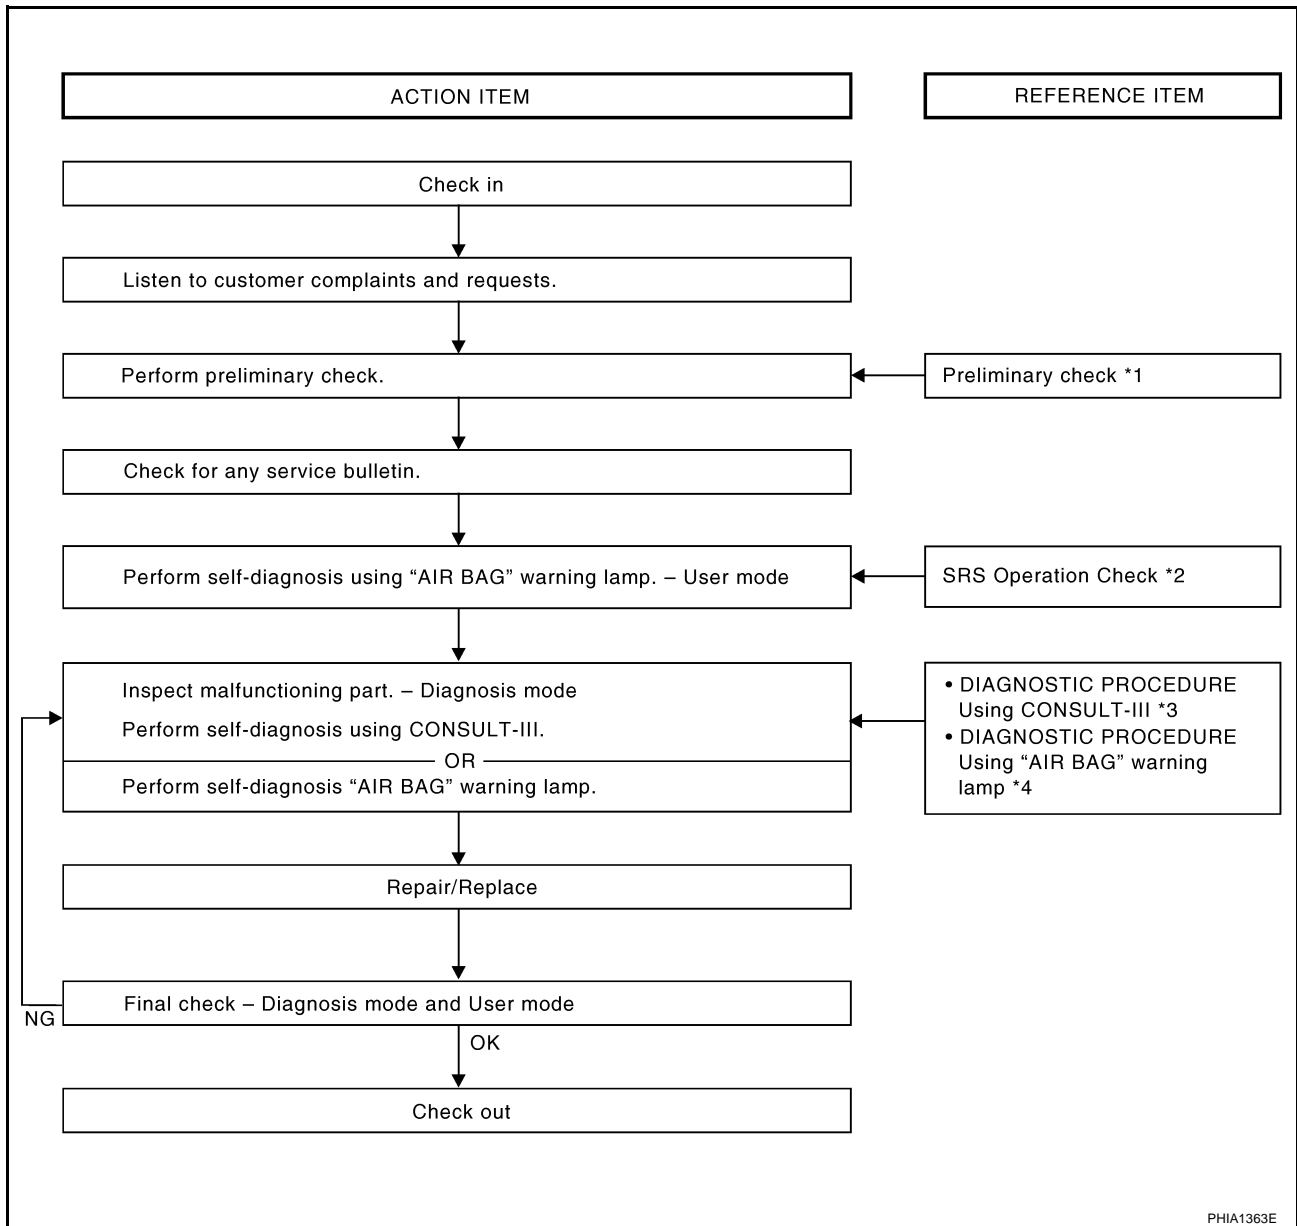 ACTION ITEM
REFERENCE ITEM
Check in
Listen to customer complaints and requests.
Perform preliminary check.
Preliminary check *1
Check for any service bulletin.
Perform self-diagnosis using “AIR BAG” warning lamp. – User mode
SRS Operation Check *2
Inspect malfunctioning part. – Diagnosis mode
Perform self-diagnosis using CONSULT-III.
OR
Perform self-diagnosis “AIR BAG” warning lamp.
• DIAGNOSTIC PROCEDURE
Using CONSULT-III *3
• DIAGNOSTIC PROCEDURE
Using “AIR BAG” warning
lamp *4
Repair/Replace
Final check – Diagnosis mode and User mode
NG
OK
Check out
PHIA1363E